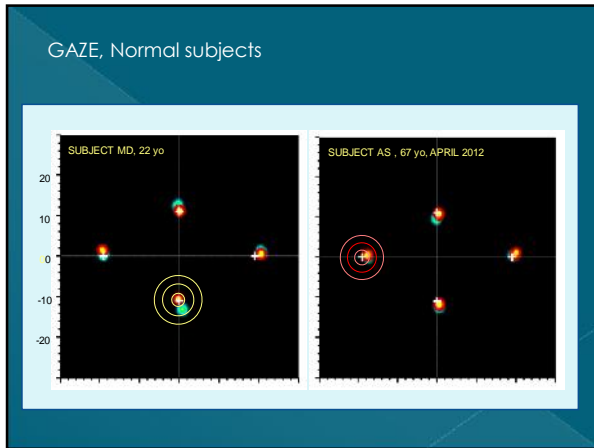 GAZE, Normal subjects
SUBJECT MD, 22 yo
SUBJECT AS , 67 yo, APRIL 2012
20
10
0
-10
-20